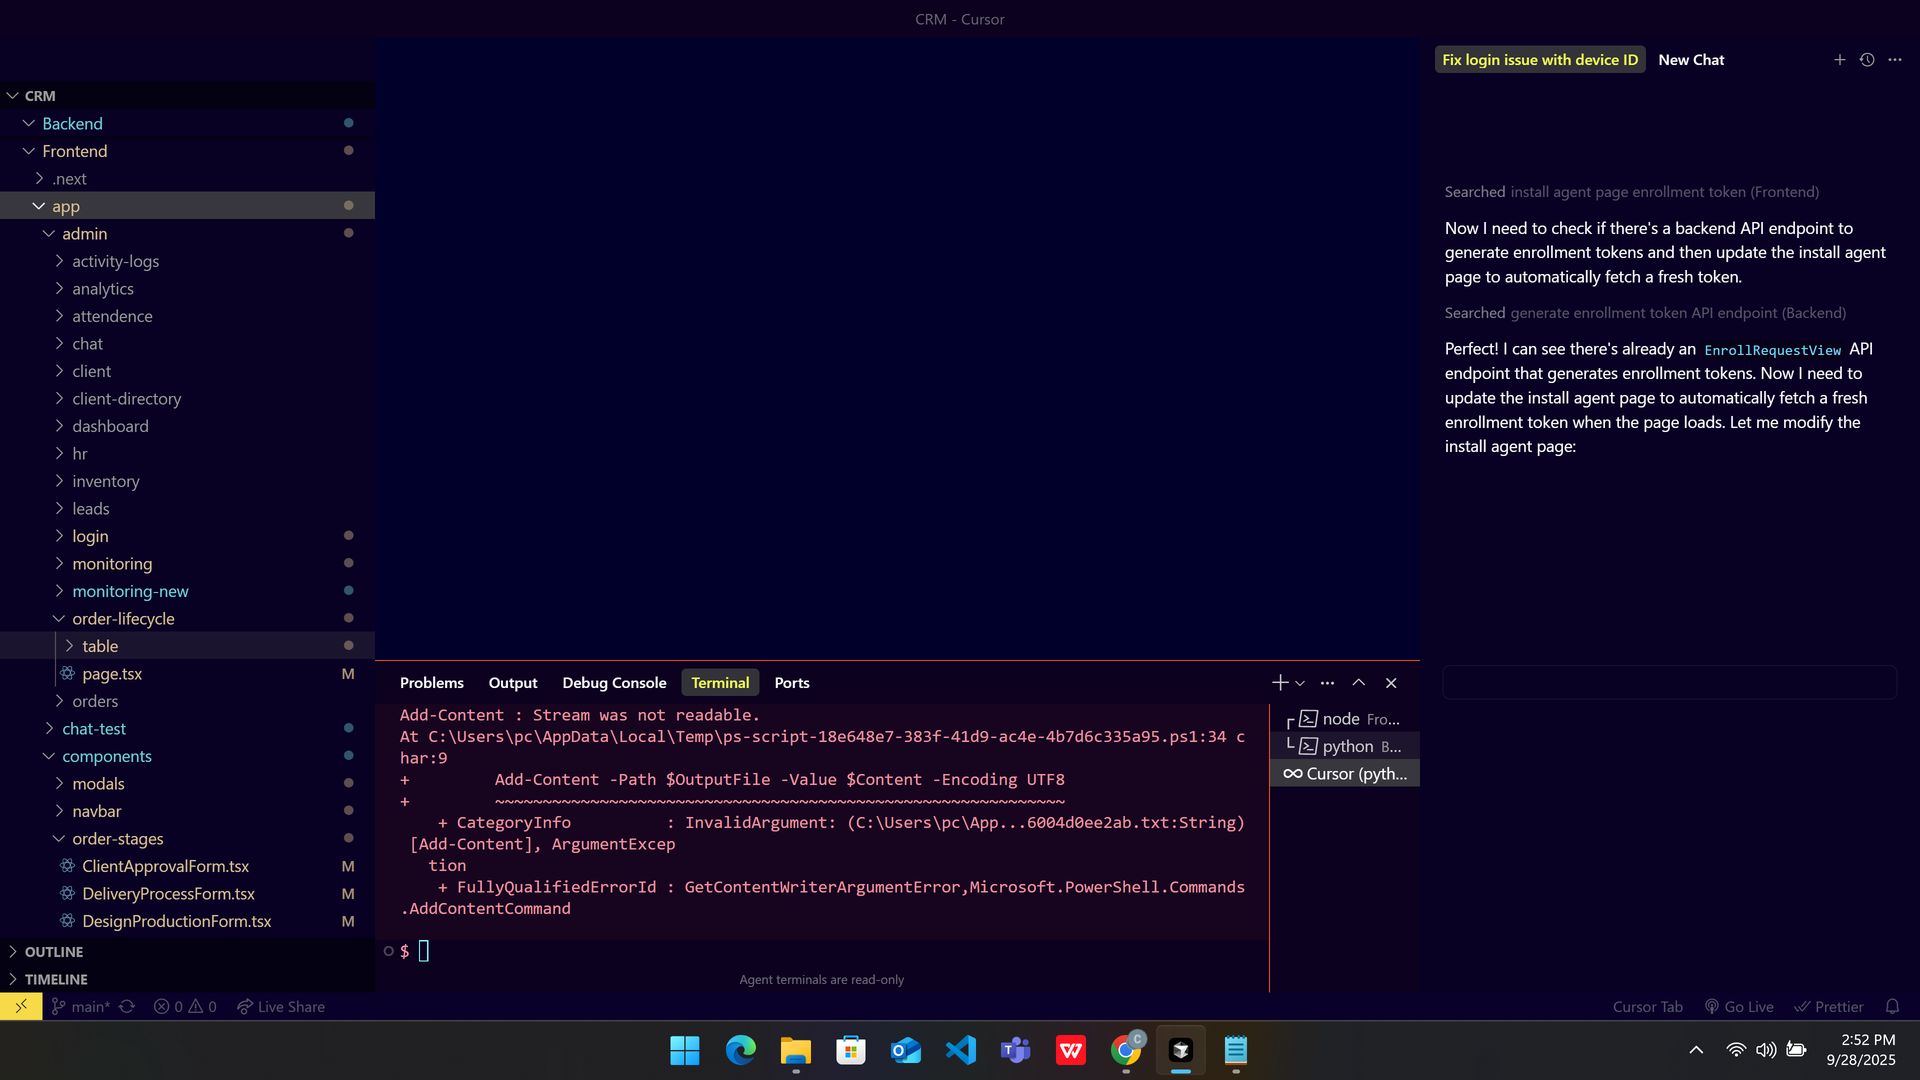 CRM - Cursor
CRM
Backend
Frontend
.next
app
admin
activity-logs
analytics
attendence
chat
client
client-directory
dashboard
hr
inventory
leads
login
monitoring
monitoring-new
order-lifecycle
table
page.tsx M
orders
chat-test
components
modals
navbar
order-stages
ClientApprovalForm.tsx M
DeliveryProcessForm.tsx M
DesignProductionForm.tsx M
OUTLINE
TIMELINE
Problems Output Debug Console Terminal Ports
Add-Content : Stream was not readable.
At C:\Users\pc\AppData\Local\Temp\ps-script-18e648e7-383f-41d9-ac4e-4b7d6c335a95.ps1:34 c
har:9
+         Add-Content -Path $OutputFile -Value $Content -Encoding UTF8
+         ~~~~~~~~~~~~~~~~~~~~~~~~~~~~~~~~~~~~~~~~~~~~~~~~~~~~~~~~~~~~
    + CategoryInfo          : InvalidArgument: (C:\Users\pc\App...6004d0ee2ab.txt:String)
 [Add-Content], ArgumentExcep
   tion
    + FullyQualifiedErrorId : GetContentWriterArgumentError,Microsoft.PowerShell.Commands
.AddContentCommand
$
Agent terminals are read-only
node Fro...
python B...
Cursor (pyth...
Fix login issue with device ID New Chat
Searched install agent page enrollment token (Frontend)
Now I need to check if there's a backend API endpoint to
generate enrollment tokens and then update the install agent
page to automatically fetch a fresh token.
Searched generate enrollment token API endpoint (Backend)
Perfect! I can see there's already an EnrollRequestView API
endpoint that generates enrollment tokens. Now I need to
update the install agent page to automatically fetch a fresh
enrollment token when the page loads. Let me modify the
install agent page:
main* 0 0 Live Share
Cursor Tab Go Live Prettier
C
2:52 PM
9/28/2025